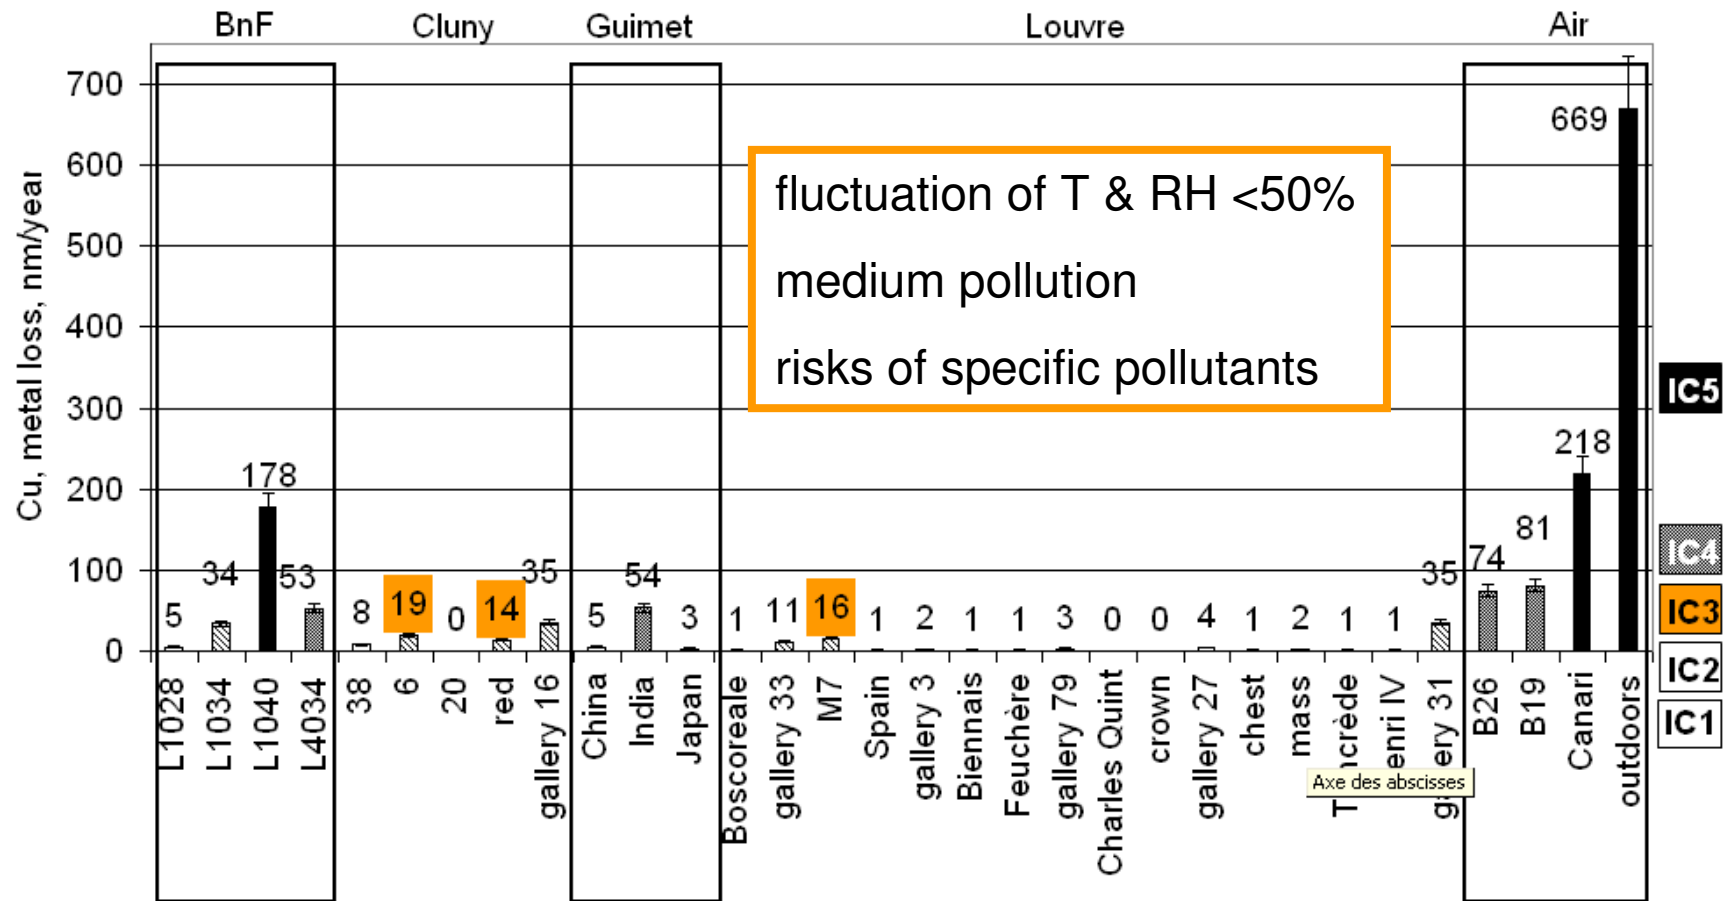 BnF Cluny Guimet Louvre Air
Cu, metal loss, nm/year
700
600
500
400
300
200
100
0
fluctuation of T & RH <50%
medium pollution
risks of specific pollutants
5 34 178 53 8 19 0 14 35 5 54 3 1 11 16 1 2 1 1 3 0 0 4 1 2 1 1 35 74 81 218 669
L1028
L1034
L1040
L4034
38
6
20
red
gallery 16
China
India
Japan
Boscoreale
gallery 33
M7
Spain
gallery 3
Biennais
Feuchère
gallery 79
Charles Quint
crown
gallery 27
chest
mass
T ncrède
enri IV
g ery 31
B26
B19
Canari
outdoors
Axe des abscisses
IC5
IC4
IC3
IC2
IC1